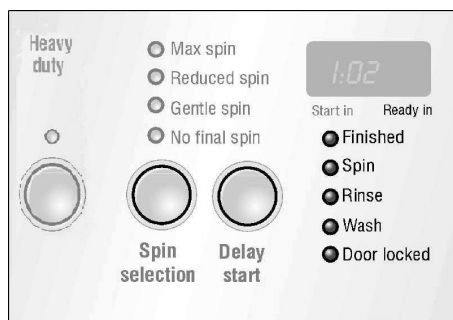 Heavy
duty
Max spin
Reduced spin
Gentle spin
No final spin
1:02
Start in Ready in
Finished
Spin
Rinse
Wash
Door locked
Spin
selection
Delay
start